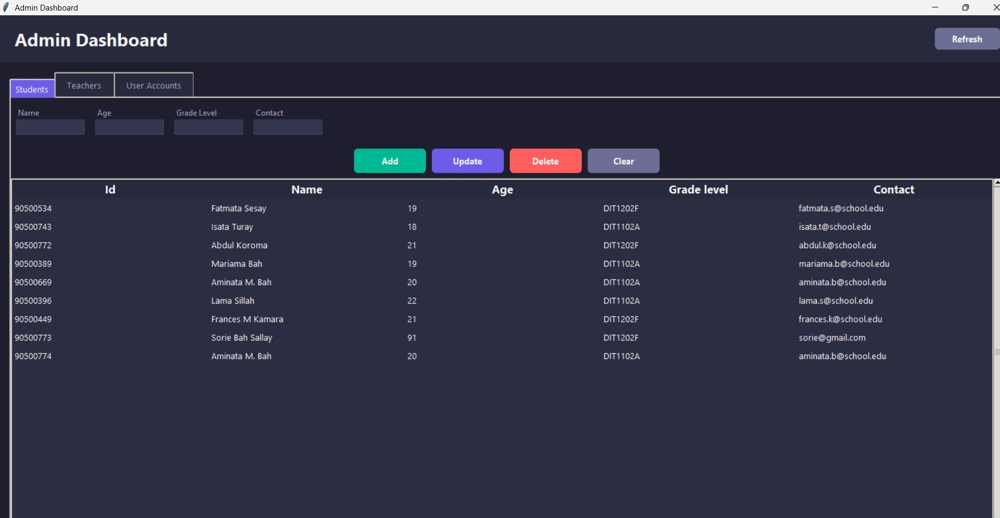 Admin Dashboard
Admin Dashboard
Refresh
Students Teachers User Accounts
Name Age Grade Level Contact
Add Update Delete Clear
Id Name Age Grade level Contact
90500534 Fatmata Sesay 19 DIT1202F fatmata.s@school.edu
90500743 Isata Turay 18 DIT1102A isata.t@school.edu
90500772 Abdul Koroma 21 DIT1202F abdul.k@school.edu
90500389 Mariama Bah 19 DIT1102A mariama.b@school.edu
90500669 Aminata M. Bah 20 DIT1102A aminata.b@school.edu
90500396 Lama Sillah 22 DIT1102A lama.s@school.edu
90500449 Frances M Kamara 21 DIT1202F frances.k@school.edu
90500773 Sorie Bah Sallay 91 DIT1202F sorie@gmail.com
90500774 Aminata M. Bah 20 DIT1102A aminata.b@school.edu